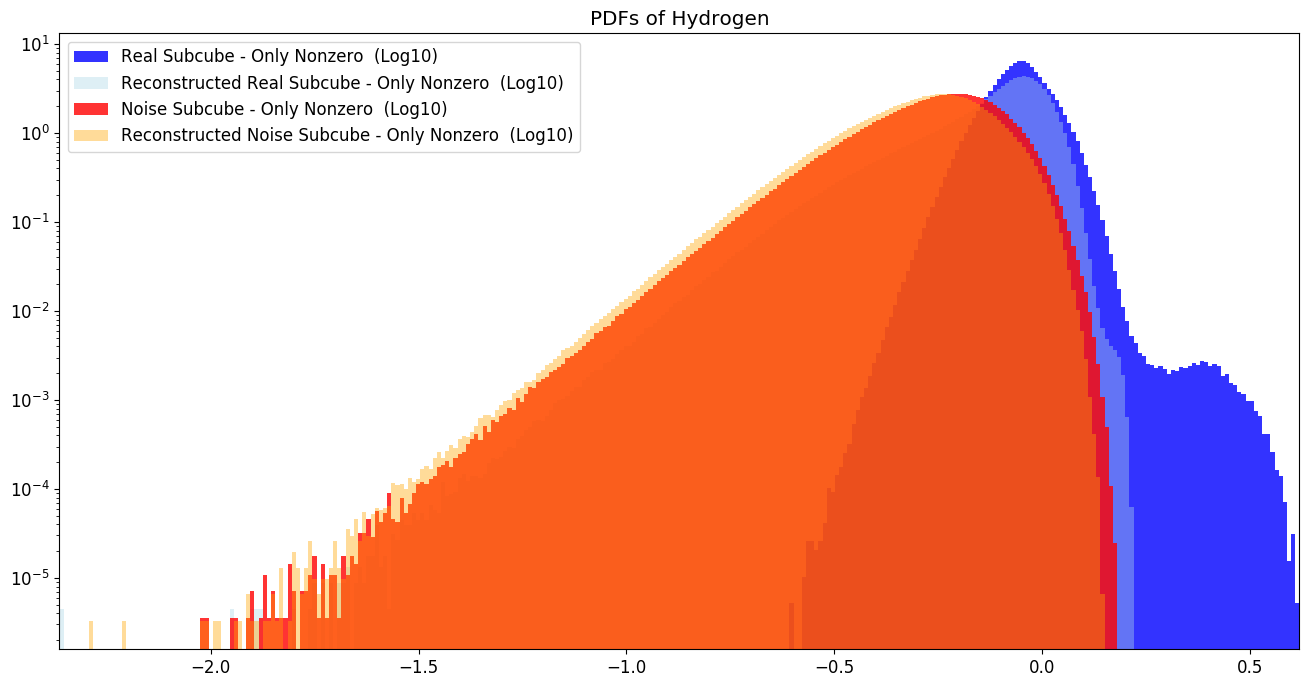 PDFs of Hydrogen
Real Subcube - Only Nonzero  (Log10)
Reconstructed Real Subcube - Only Nonzero  (Log10)
Noise Subcube - Only Nonzero  (Log10)
Reconstructed Noise Subcube - Only Nonzero  (Log10)
10¹
10⁰
10⁻¹
10⁻²
10⁻³
10⁻⁴
10⁻⁵
−2.0 −1.5 −1.0 −0.5 0.0 0.5